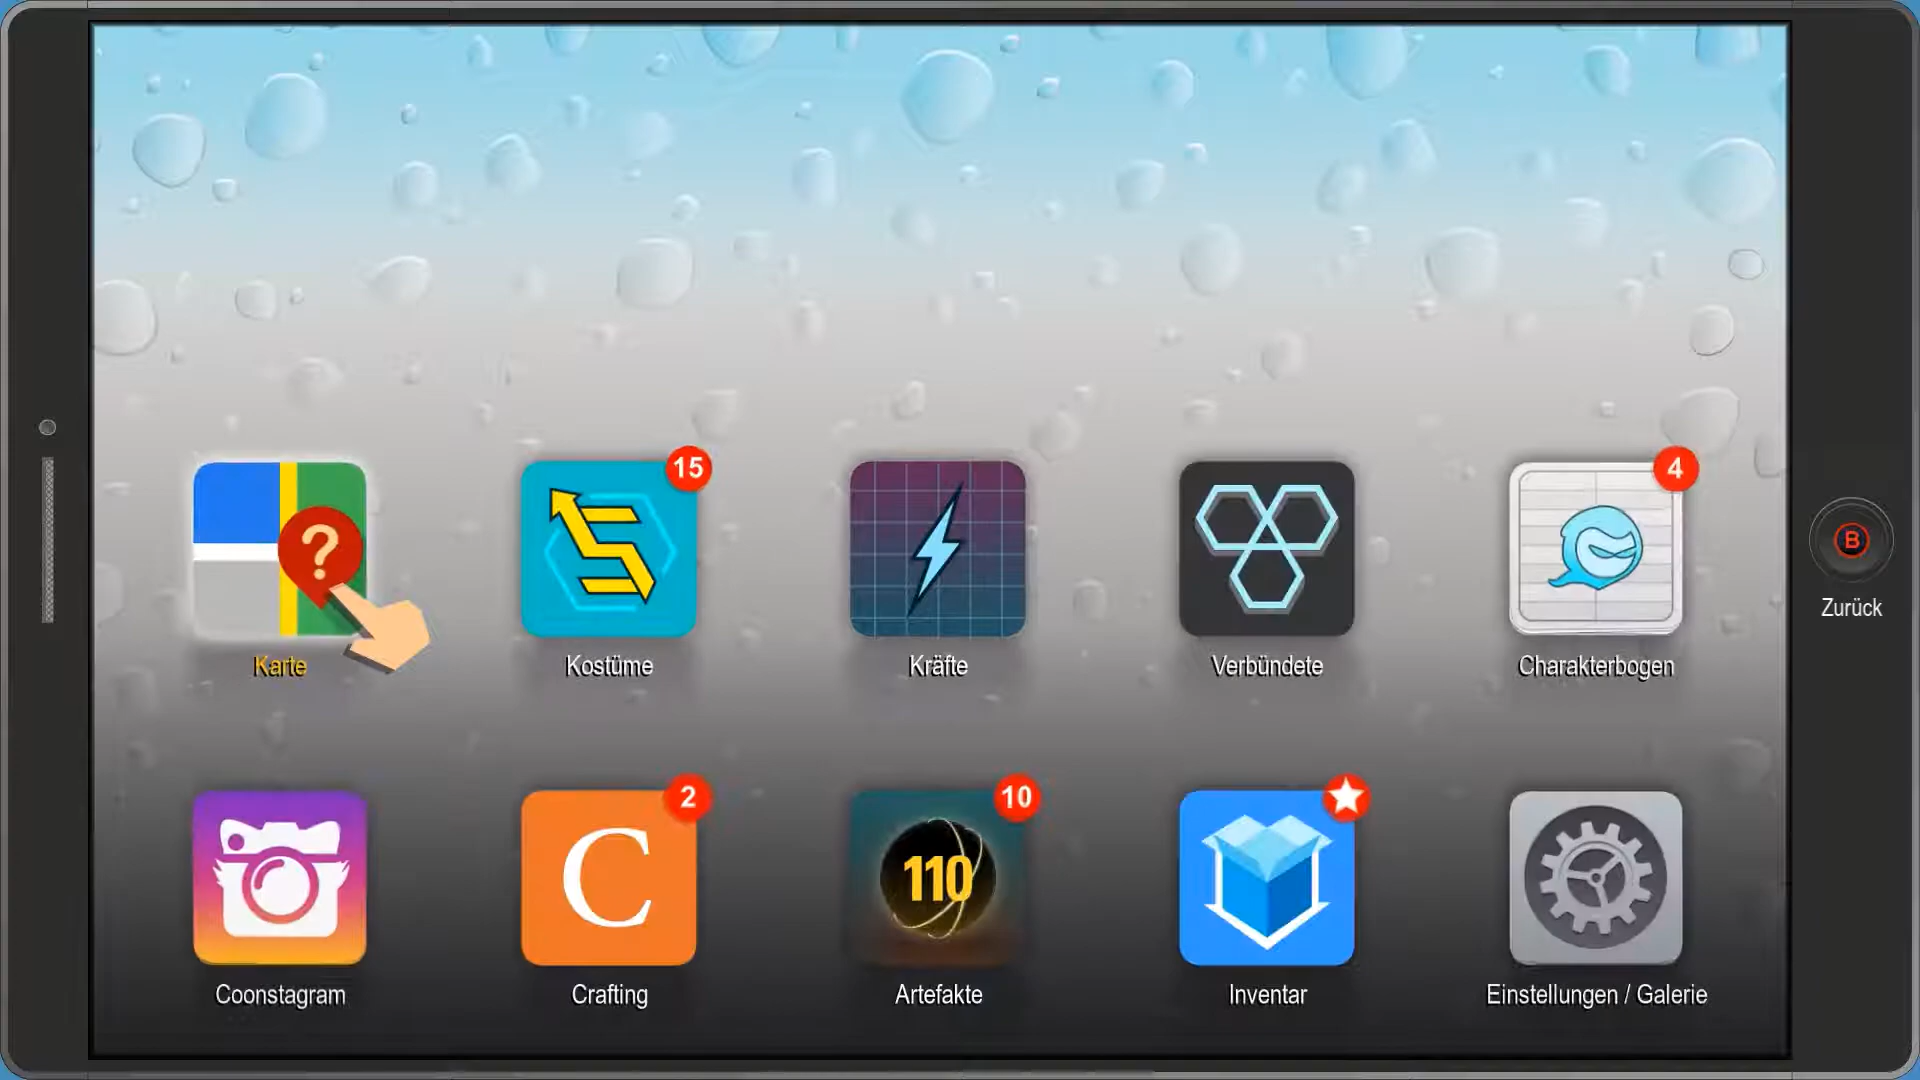 15
4
?
B
Zurück
Karte
Kostüme
Kräfte
Verbündete
Charakterbogen
2
10
C
110
Coonstagram
Crafting
Artefakte
Inventar
Einstellungen / Galerie